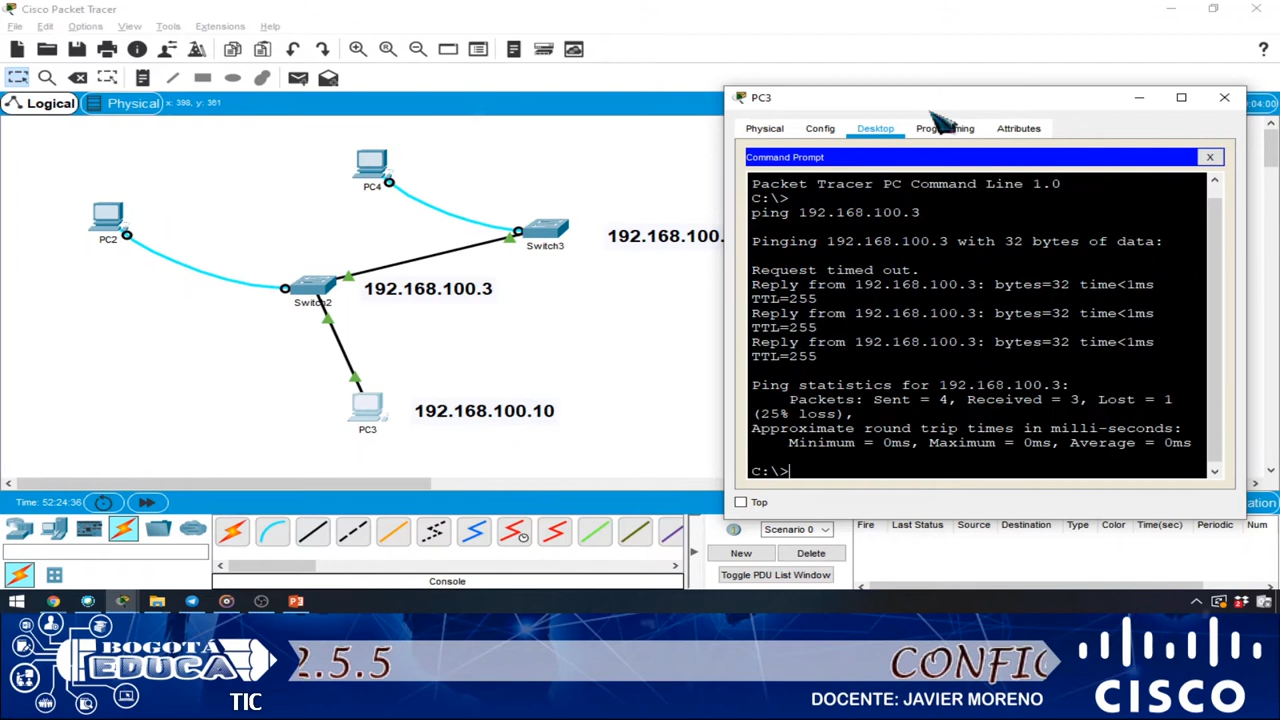 Cisco Packet Tracer
File Edit Options View Tools Extensions Help
Logical Physical x: 398, y: 361
PC3
Physical Config Desktop Programming Attributes
Command Prompt X
Packet Tracer PC Command Line 1.0
C:\>
ping 192.168.100.3
Pinging 192.168.100.3 with 32 bytes of data:
Request timed out.
Reply from 192.168.100.3: bytes=32 time<1ms
TTL=255
Reply from 192.168.100.3: bytes=32 time<1ms
TTL=255
Reply from 192.168.100.3: bytes=32 time<1ms
TTL=255
Ping statistics for 192.168.100.3:
Packets: Sent = 4, Received = 3, Lost = 1
(25% loss),
Approximate round trip times in milli-seconds:
Minimum = 0ms, Maximum = 0ms, Average = 0ms
C:\>
Top
PC4
PC2
Switch3
192.168.100.
Switch2
192.168.100.3
PC3
192.168.100.10
Time: 52:24:36
Scenario 0
New Delete
Toggle PDU List Window
Fire Last Status Source Destination Type Color Time(sec) Periodic Num
Console
BOGOTÁ
EDUCA
TIC
2.5.5
CONFIG
DOCENTE: JAVIER MORENO
CISCO